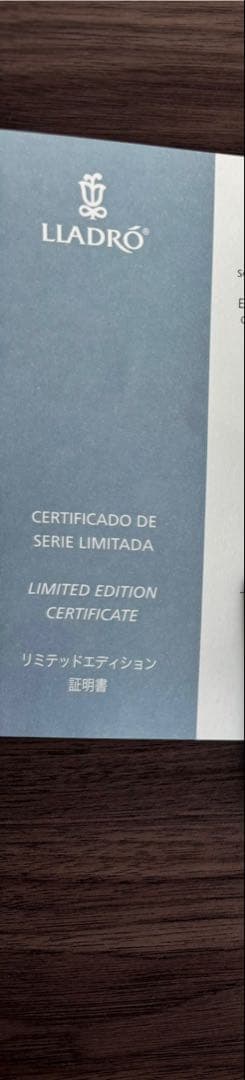 LLADRÓ®
CERTIFICADO DE
SERIE LIMITADA
LIMITED EDITION
CERTIFICATE
リミテッドエディション
証明書